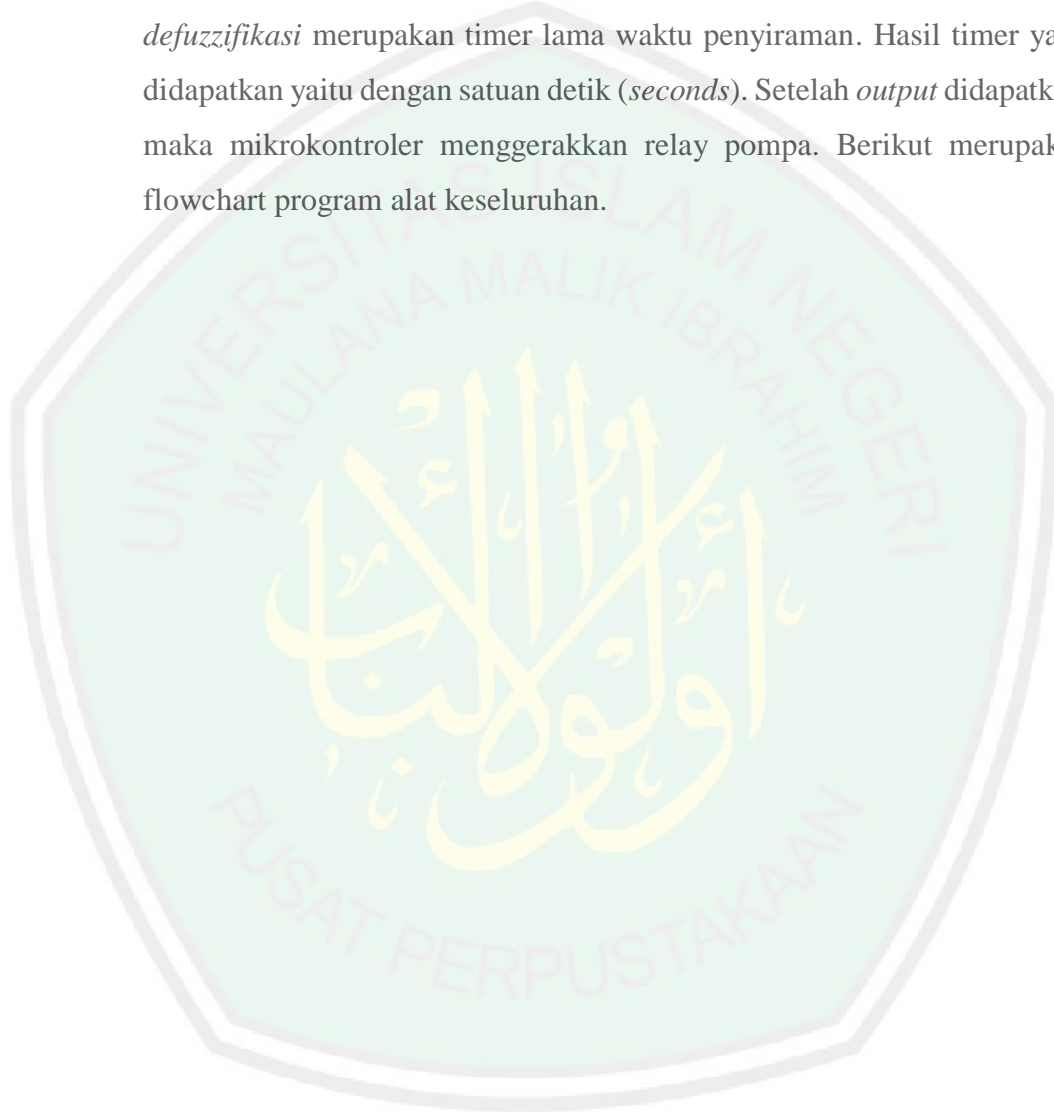 defuzzifikasi merupakan timer lama waktu penyiraman. Hasil timer ya
didapatkan yaitu dengan satuan detik (seconds). Setelah output didapatk
maka mikrokontroler menggerakkan relay pompa. Berikut merupak
flowchart program alat keseluruhan.
UNIVERSITAS ISLAM NEGERI
MAULANA MALIK IBRAHIM
PUSAT PERPUSTAKAAN